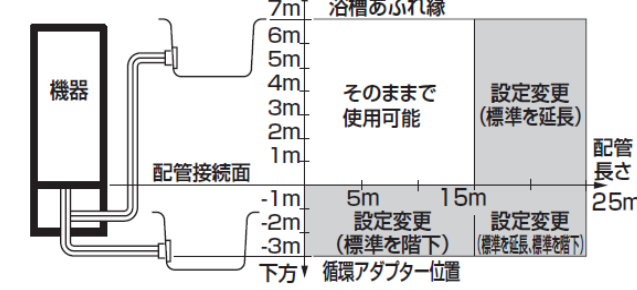 7m 浴槽あふれ縁
6m
5m
4m
3m
2m
1m
機器
そのままで
使用可能
設定変更
(標準を延長)
配管接続面
配管
長さ
5m 15m 25m
-1m
-2m
-3m
設定変更
(標準を階下)
設定変更
(標準を延長、標準を階下)
下方 循環アダプター位置